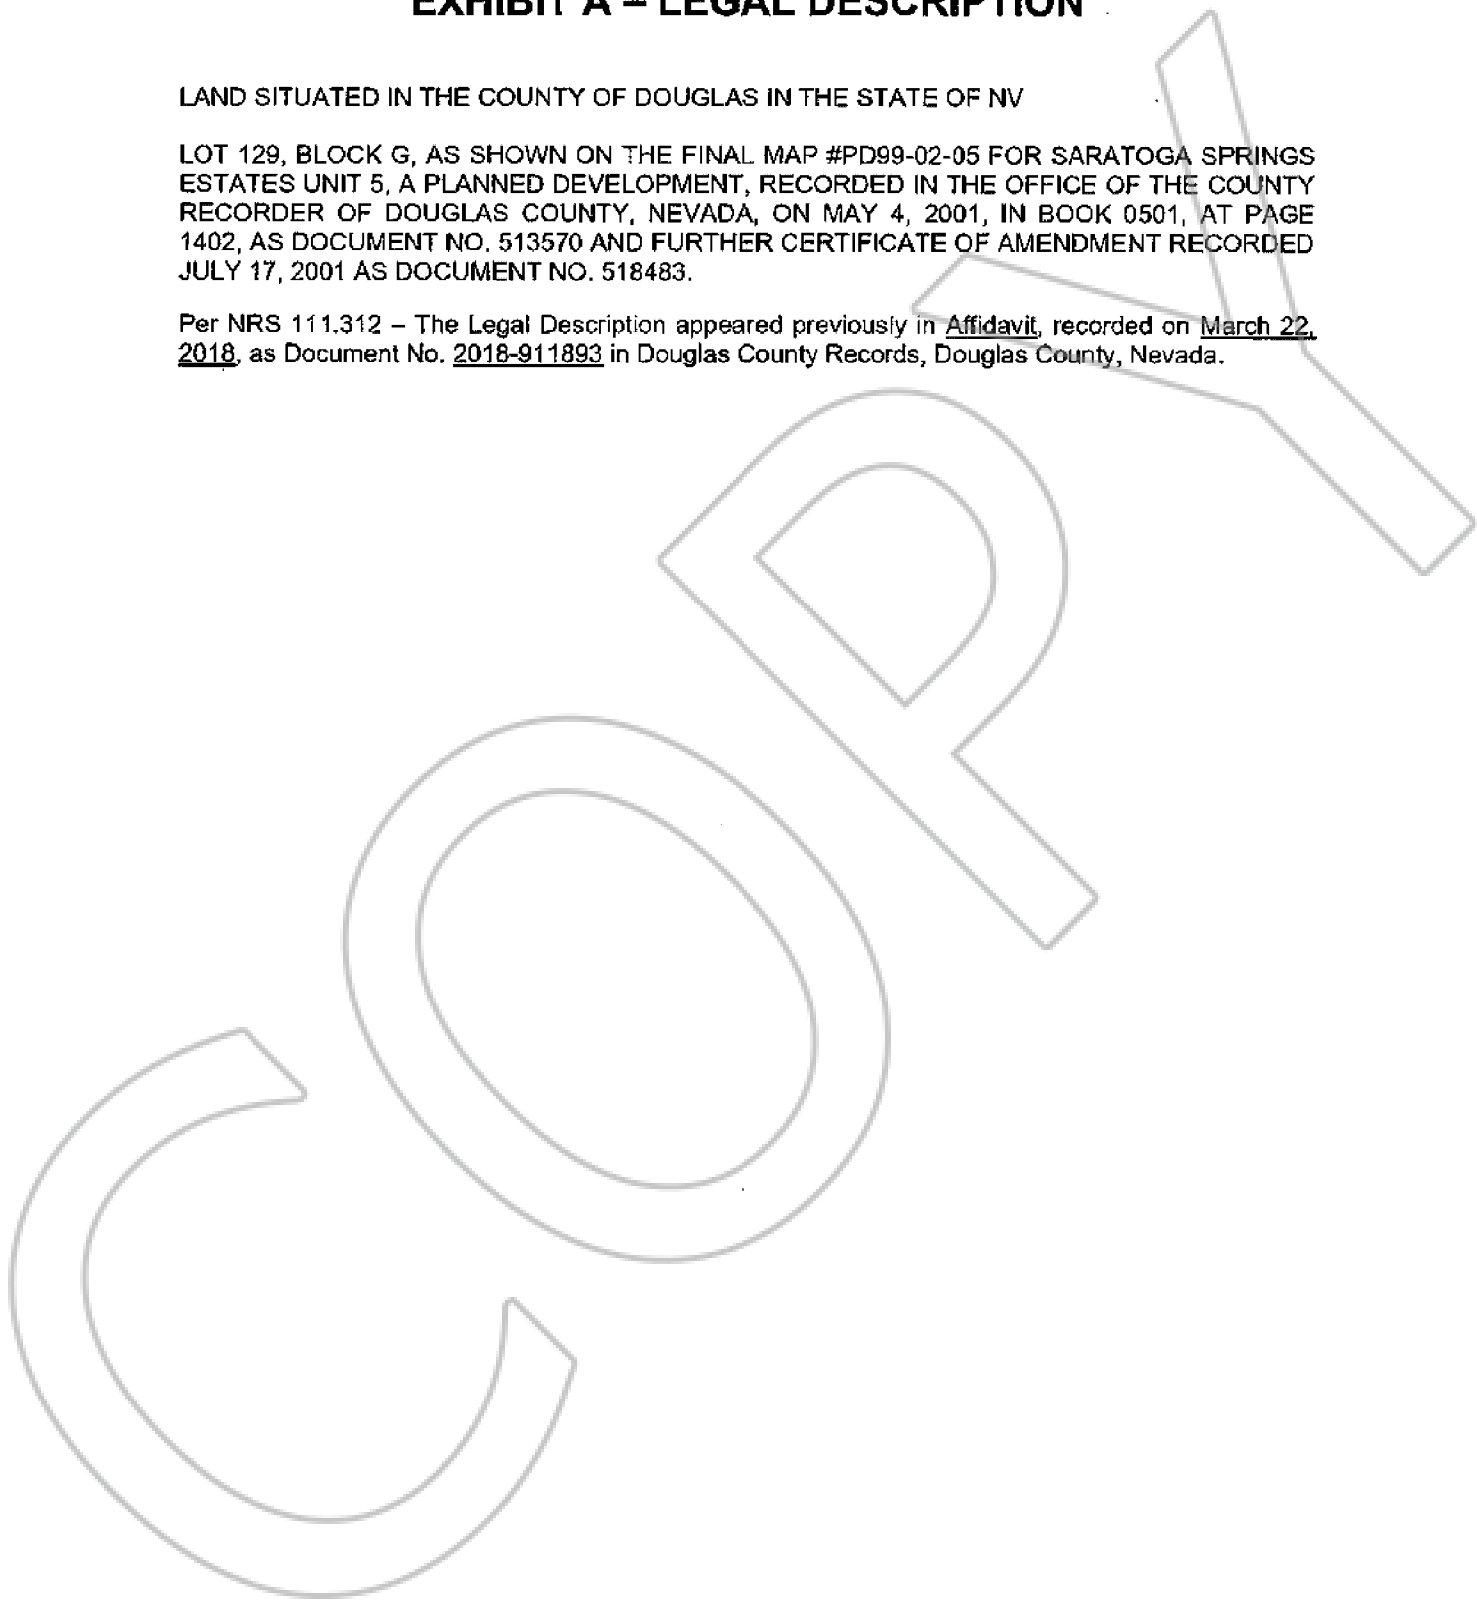 EXHIBIT A – LEGAL DESCRIPTION
LAND SITUATED IN THE COUNTY OF DOUGLAS IN THE STATE OF NV
LOT 129, BLOCK G, AS SHOWN ON THE FINAL MAP #PD99-02-05 FOR SARATOGA SPRINGS
ESTATES UNIT 5, A PLANNED DEVELOPMENT, RECORDED IN THE OFFICE OF THE COUNTY
RECORDER OF DOUGLAS COUNTY, NEVADA, ON MAY 4, 2001, IN BOOK 0501, AT PAGE
1402, AS DOCUMENT NO. 513570 AND FURTHER CERTIFICATE OF AMENDMENT RECORDED
JULY 17, 2001 AS DOCUMENT NO. 518483.
Per NRS 111.312 – The Legal Description appeared previously in Affidavit, recorded on March 22,
2018, as Document No. 2018-911893 in Douglas County Records, Douglas County, Nevada.
COPY